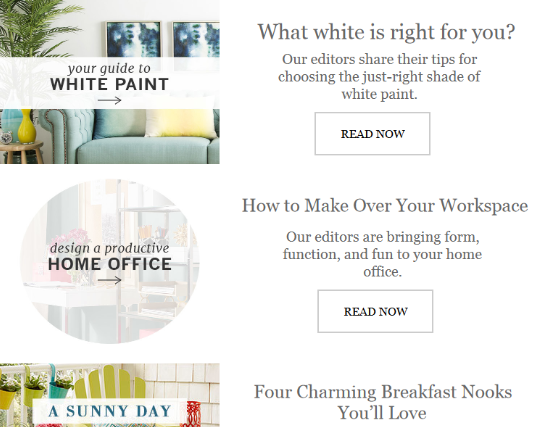 your guide to
WHITE PAINT
What white is right for you?
Our editors share their tips for
choosing the just-right shade of
white paint.
READ NOW
design a productive
HOME OFFICE
How to Make Over Your Workspace
Our editors are bringing form,
function, and fun to your home
office.
READ NOW
A SUNNY DAY
Four Charming Breakfast Nooks
You’ll Love